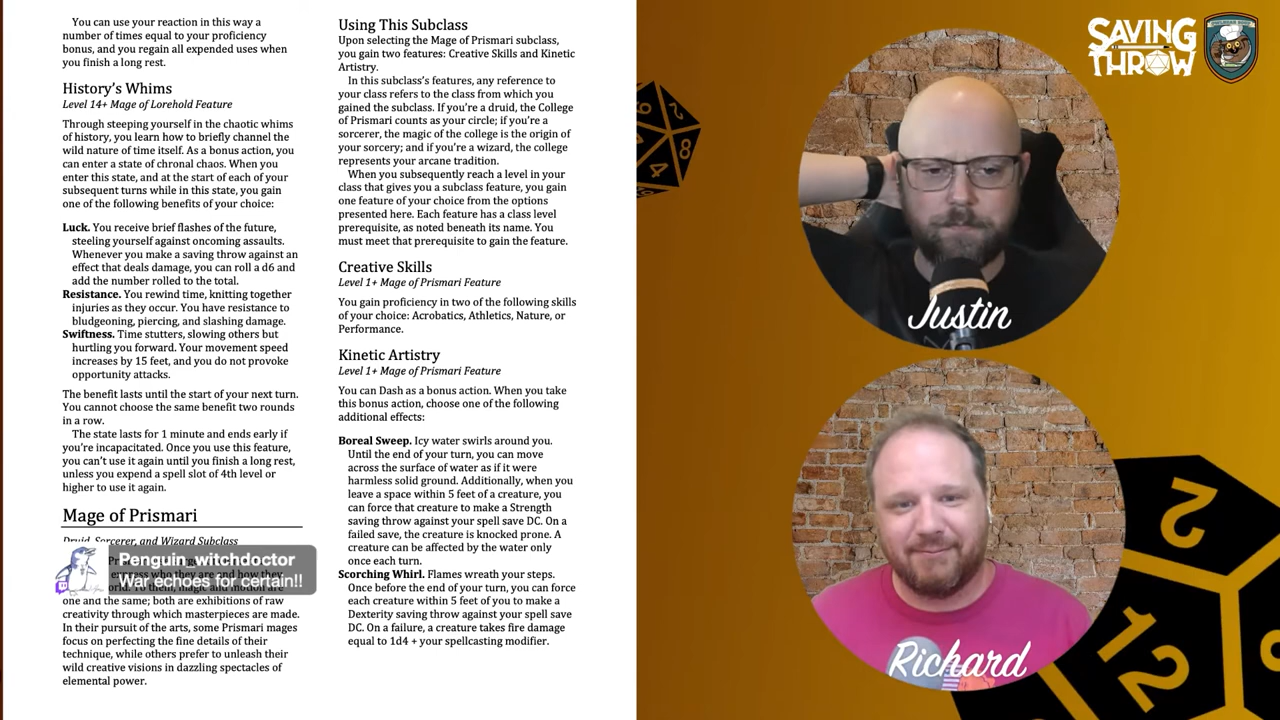 You can use your reaction in this way a
number of times equal to your proficiency
bonus, and you regain all expended uses when
you finish a long rest.
History's Whims
Level 14+ Mage of Lorehold Feature
Through steeping yourself in the chaotic whims
of history, you learn how to briefly channel the
wild nature of time itself. As a bonus action, you
can enter a state of chronal chaos. When you
enter this state, and at the start of each of your
subsequent turns while in this state, you gain
one of the following benefits of your choice:
Luck. You receive brief flashes of the future,
steeling yourself against oncoming assaults.
Whenever you make a saving throw against an
effect that deals damage, you can roll a d6 and
add the number rolled to the total.
Resistance. You rewind time, knitting together
injuries as they occur. You have resistance to
bludgeoning, piercing, and slashing damage.
Swiftness. Time stutters, slowing others but
hurtling you forward. Your movement speed
increases by 15 feet, and you do not provoke
opportunity attacks.
The benefit lasts until the start of your next turn.
You cannot choose the same benefit two rounds
in a row.
The state lasts for 1 minute and ends early if
you're incapacitated. Once you use this feature,
you can't use it again until you finish a long rest,
unless you expend a spell slot of 4th level or
higher to use it again.
Mage of Prismari
Druid, Sorcerer, and Wizard Subclass
Penguin_witchdoctor
War echoes for certain!!
one and the same; both are exhibitions of raw
creativity through which masterpieces are made.
In their pursuit of the arts, some Prismari mages
focus on perfecting the fine details of their
technique, while others prefer to unleash their
wild creative visions in dazzling spectacles of
elemental power.
Using This Subclass
Upon selecting the Mage of Prismari subclass,
you gain two features: Creative Skills and Kinetic
Artistry.
In this subclass's features, any reference to
your class refers to the class from which you
gained the subclass. If you're a druid, the College
of Prismari counts as your circle; if you're a
sorcerer, the magic of the college is the origin of
your sorcery; and if you're a wizard, the college
represents your arcane tradition.
When you subsequently reach a level in your
class that gives you a subclass feature, you gain
one feature of your choice from the options
presented here. Each feature has a class level
prerequisite, as noted beneath its name. You
must meet that prerequisite to gain the feature.
Creative Skills
Level 1+ Mage of Prismari Feature
You gain proficiency in two of the following skills
of your choice: Acrobatics, Athletics, Nature, or
Performance.
Kinetic Artistry
Level 1+ Mage of Prismari Feature
You can Dash as a bonus action. When you take
this bonus action, choose one of the following
additional effects:
Boreal Sweep. Icy water swirls around you.
Until the end of your turn, you can move
across the surface of water as if it were
harmless solid ground. Additionally, when you
leave a space within 5 feet of a creature, you
can force that creature to make a Strength
saving throw against your spell save DC. On a
failed save, the creature is knocked prone. A
creature can be affected by the water only
once each turn.
Scorching Whirl. Flames wreath your steps.
Once before the end of your turn, you can force
each creature within 5 feet of you to make a
Dexterity saving throw against your spell save
DC. On a failure, a creature takes fire damage
equal to 1d4 + your spellcasting modifier.
SAVING
THROW
Justin
Richard
7
8
4
2
12